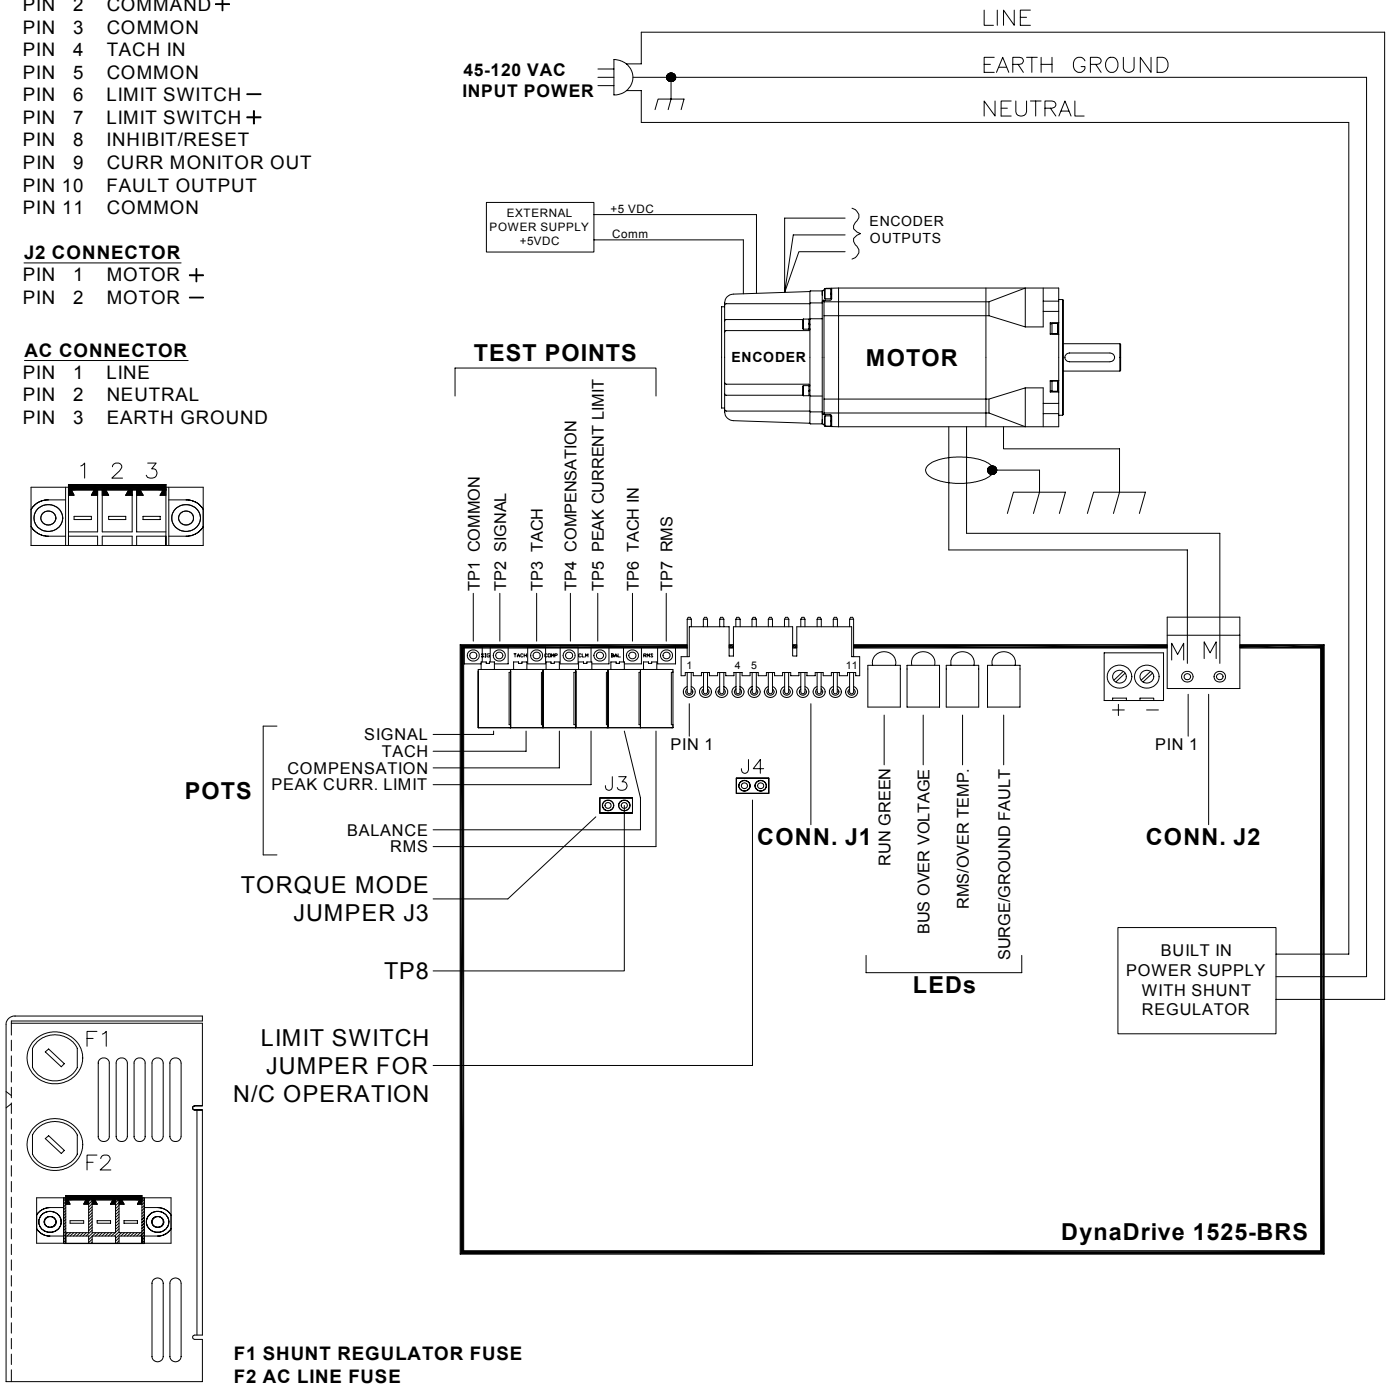 PIN 2 COMMAND+
PIN 3 COMMON
PIN 4 TACH IN
PIN 5 COMMON
PIN 6 LIMIT SWITCH −
PIN 7 LIMIT SWITCH +
PIN 8 INHIBIT/RESET
PIN 9 CURR MONITOR OUT
PIN 10 FAULT OUTPUT
PIN 11 COMMON
J2 CONNECTOR
PIN 1 MOTOR +
PIN 2 MOTOR −
AC CONNECTOR
PIN 1 LINE
PIN 2 NEUTRAL
PIN 3 EARTH GROUND
1 2 3
LINE
45-120 VAC
INPUT POWER
EARTH GROUND
NEUTRAL
EXTERNAL
POWER SUPPLY
+5VDC
+5 VDC
Comm
ENCODER
OUTPUTS
ENCODER
MOTOR
TEST POINTS
TP1 COMMON
TP2 SIGNAL
TP3 TACH
TP4 COMPENSATION
TP5 PEAK CURRENT LIMIT
TP6 TACH IN
TP7 RMS
SIG
TACH
COMP
CLM
BAL
RMS
1 4 5 11
M M
+ −
PIN 1
PIN 1
POTS
SIGNAL
TACH
COMPENSATION
PEAK CURR. LIMIT
BALANCE
RMS
J3
J4
CONN. J1
RUN GREEN
BUS OVER VOLTAGE
RMS/OVER TEMP.
SURGE/GROUND FAULT
LEDs
CONN. J2
TORQUE MODE
JUMPER J3
TP8
LIMIT SWITCH
JUMPER FOR
N/C OPERATION
BUILT IN
POWER SUPPLY
WITH SHUNT
REGULATOR
DynaDrive 1525-BRS
F1
F2
F1 SHUNT REGULATOR FUSE
F2 AC LINE FUSE